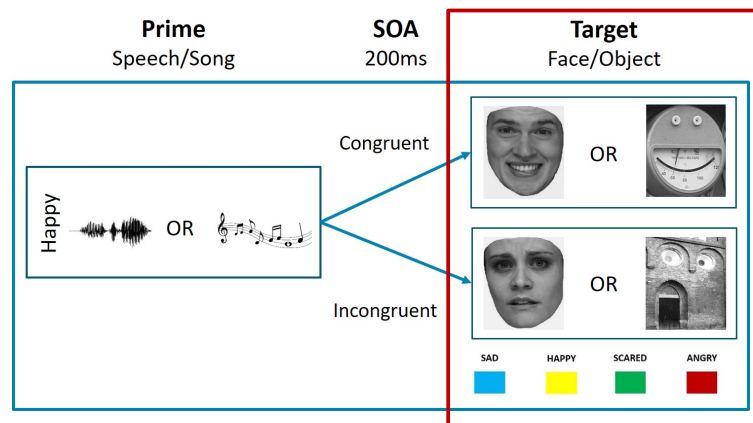 Prime
Speech/Song
SOA
200ms
Target
Face/Object
Happy
OR
Congruent
OR
Incongruent
OR
SAD
HAPPY
SCARED
ANGRY